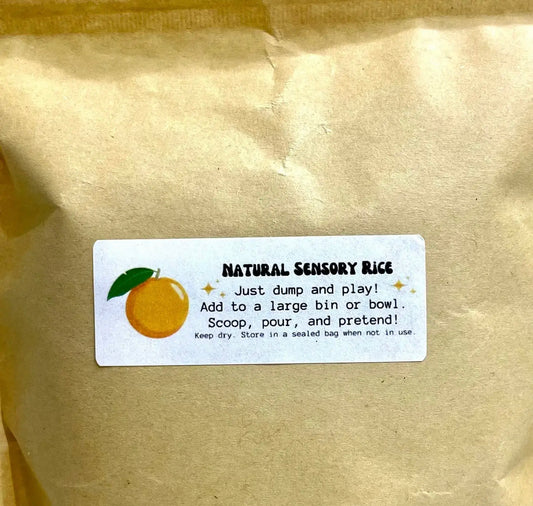 NATURAL SENSORY RICE
Just dump and play!
Add to a large bin or bowl.
Scoop, pour, and pretend!
Keep dry. Store in a sealed bag when not in use.